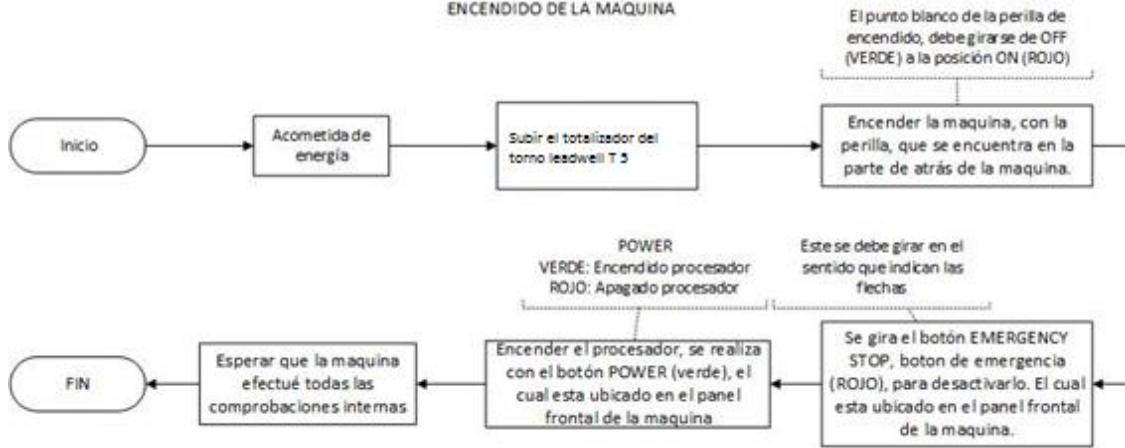 ENCENDIDO DE LA MAQUINA
El punto blanco de la perilla de
encendido, debe girarse de OFF
(VERDE) a la posición ON (ROJO)
Inicio
Acometida de
energía
Subir el totalizador del
torno leadwell T 5
Encender la maquina, con la
perilla, que se encuentra en la
parte de atrás de la maquina.
POWER
VERDE: Encendido procesador
ROJO: Apagado procesador
Este se debe girar en el
sentido que indican las
flechas
FIN
Esperar que la maquina
efectué todas las
comprobaciones internas
Encender el procesador, se realiza
con el botón POWER (verde), el
cual esta ubicado en el panel
frontal de la maquina
Se gira el botón EMERGENCY
STOP, boton de emergencia
(ROJO), para desactivarlo. El cual
esta ubicado en el panel frontal
de la maquina.